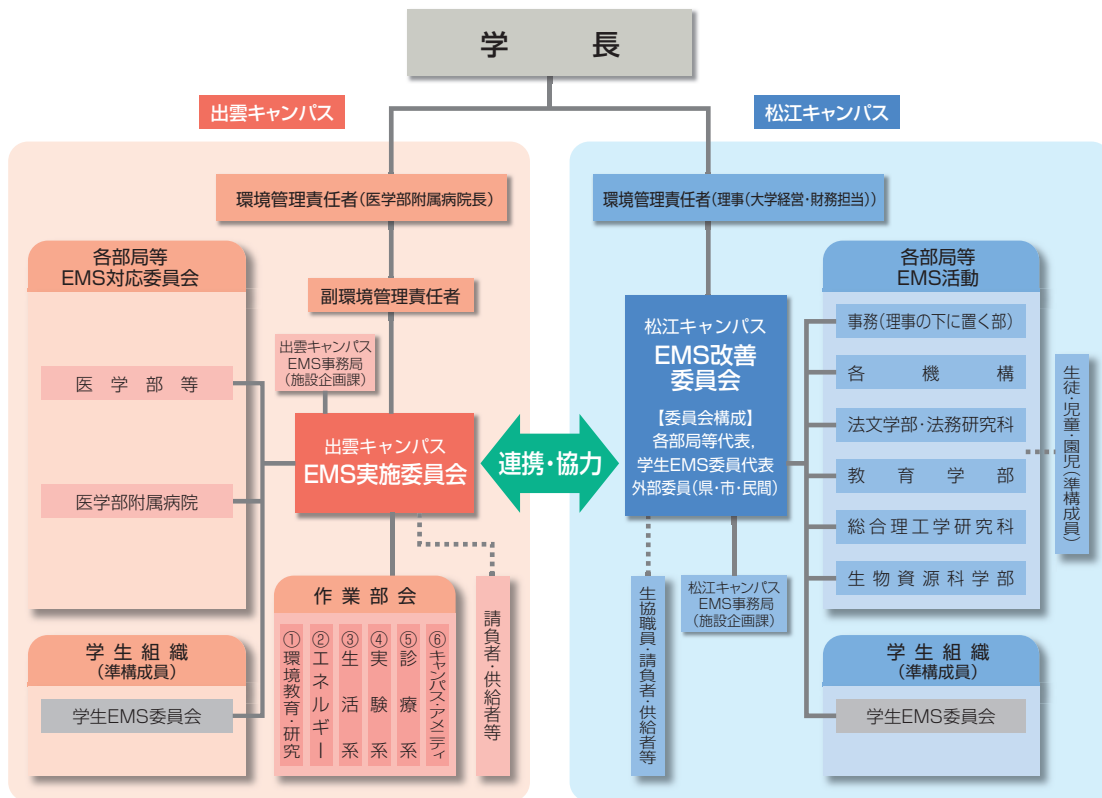 学長
出雲キャンパス
環境管理責任者(医学部附属病院長)
副環境管理責任者
各部局等
EMS対応委員会
医学部等
医学部附属病院
出雲キャンパス
EMS事務局
(施設企画課)
出雲キャンパス
EMS実施委員会
学生組織
(準構成員)
学生EMS委員会
作業部会
①環境教育・研究
②エネルギー
③生活系
④実験系
⑤診療系
⑥キャンパス・アメニティ
請負者・供給者等
連携・協力
松江キャンパス
環境管理責任者(理事(大学経営・財務担当))
松江キャンパス
EMS改善
委員会
【委員会構成】
各部局等代表,
学生EMS委員代表
外部委員(県・市・民間)
生協職員・請負者・供給者等
松江キャンパス
EMS事務局
(施設企画課)
各部局等
EMS活動
事務(理事の下に置く部)
各機構
法文学部・法務研究科
教育学部
総合理工学研究科
生物資源科学部
生徒・児童・園児(準構成員)
学生組織
(準構成員)
学生EMS委員会